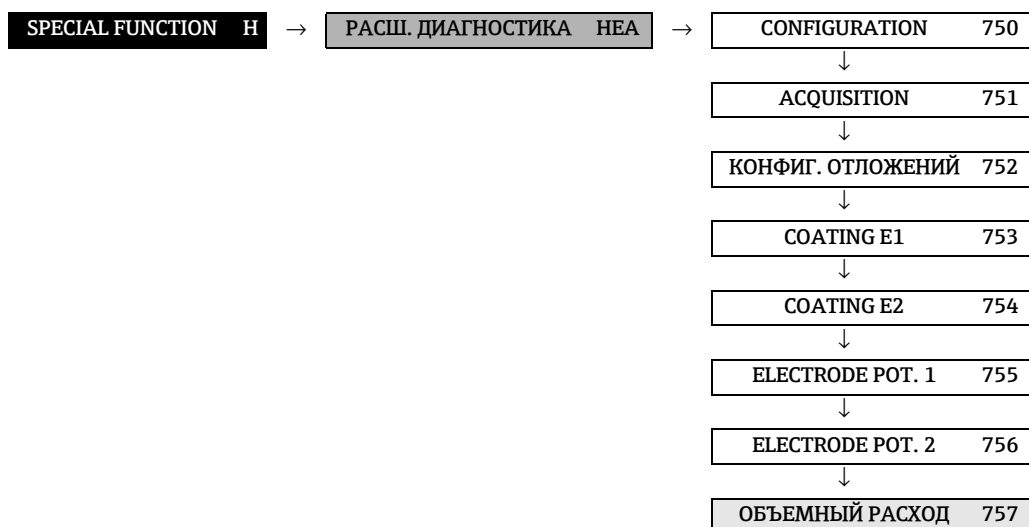 SPECIAL FUNCTION H → РАСШ. ДИАГНОСТИКА HEA → CONFIGURATION 750
↓
ACQUISITION 751
↓
КОНФИГ. ОТЛОЖЕНИЙ 752
↓
COATING E1 753
↓
COATING E2 754
↓
ELECTRODE POT. 1 755
↓
ELECTRODE POT. 2 756
↓
ОБЪЕМНЫЙ РАСХОД 757